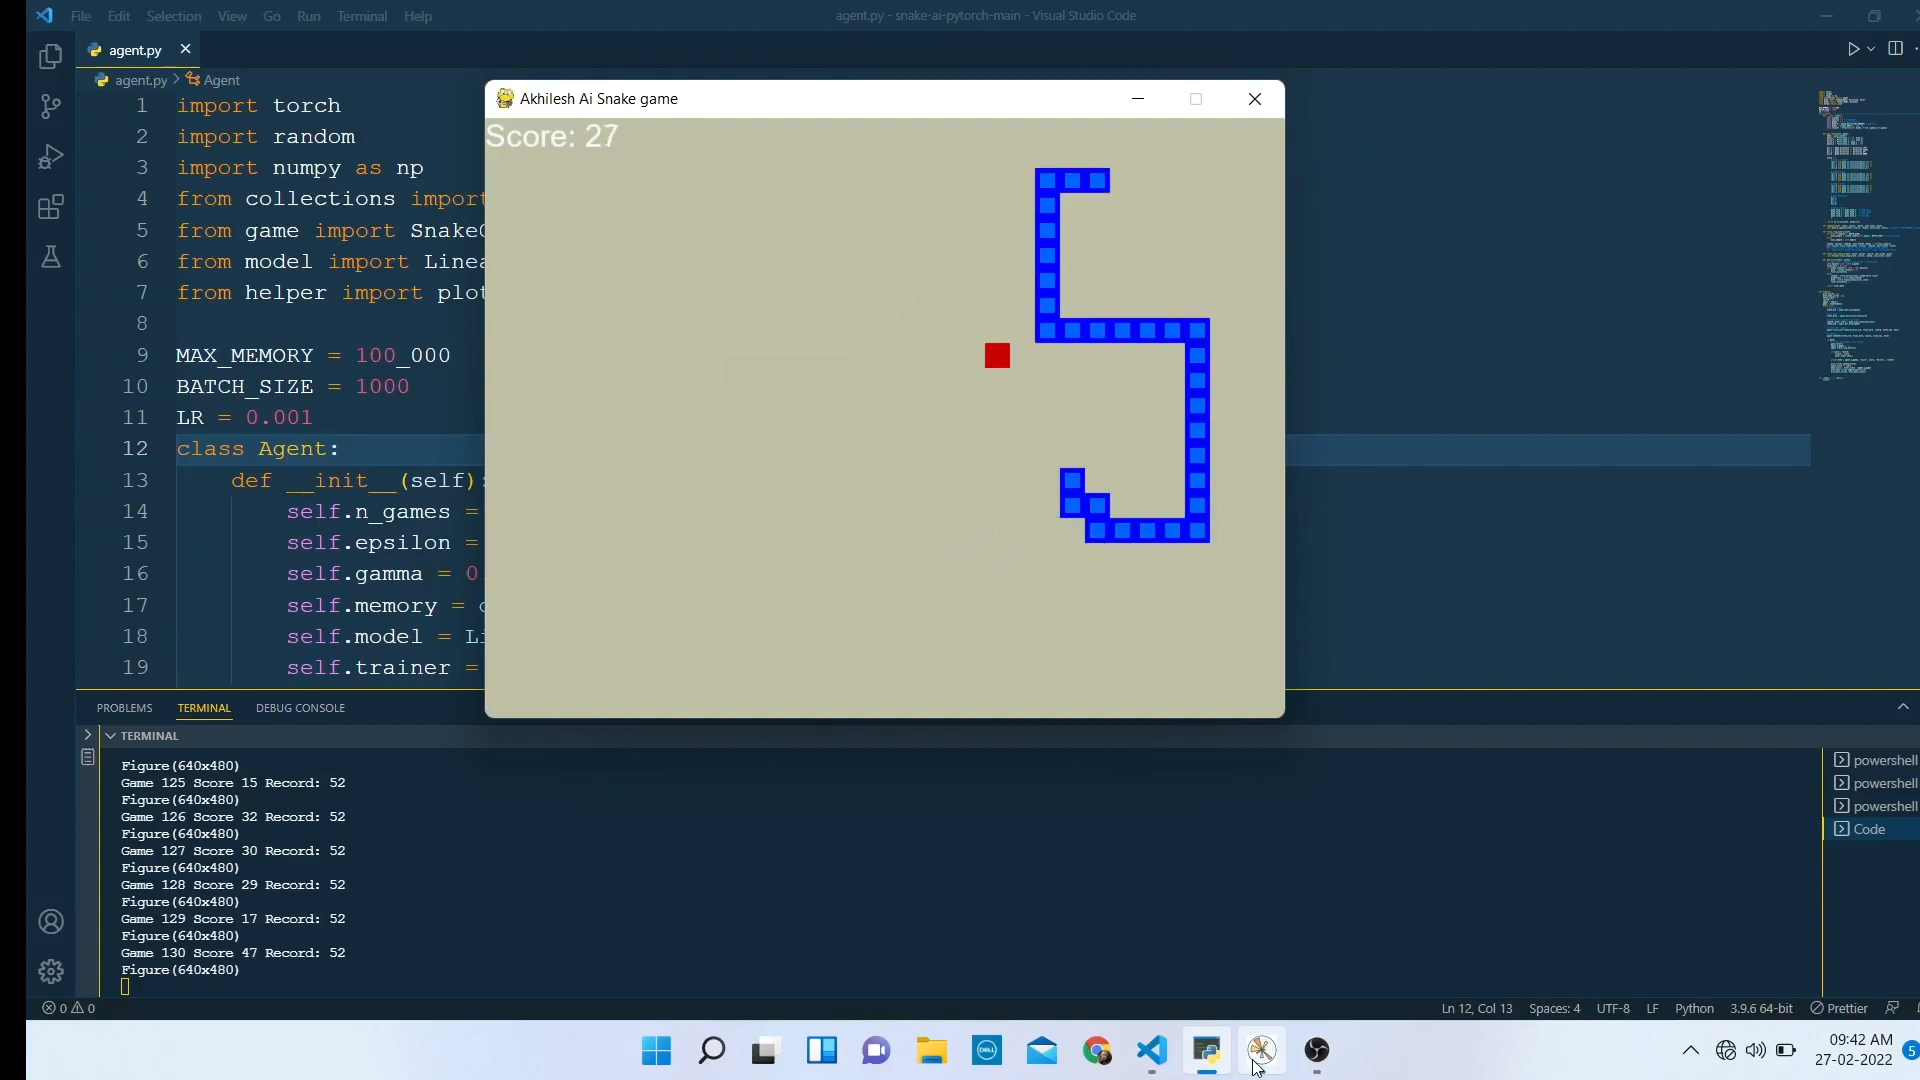 File Edit Selection View Go Run Terminal Help
agent.py - snake-ai-pytorch-main - Visual Studio Code
agent.py
agent.py > Agent
1 import torch
2 import random
3 import numpy as np
4 from collections import
5 from game import Snake
6 from model import Linea
7 from helper import plot
8
9 MAX_MEMORY = 100_000
10 BATCH_SIZE = 1000
11 LR = 0.001
12 class Agent:
13 def __init__(self):
14 self.n_games =
15 self.epsilon =
16 self.gamma = 0
17 self.memory =
18 self.model = Li
19 self.trainer =
Akhilesh Ai Snake game
Score: 27
PROBLEMS TERMINAL DEBUG CONSOLE
TERMINAL
Figure(640x480)
Game 125 Score 15 Record: 52
Figure(640x480)
Game 126 Score 32 Record: 52
Figure(640x480)
Game 127 Score 30 Record: 52
Figure(640x480)
Game 128 Score 29 Record: 52
Figure(640x480)
Game 129 Score 17 Record: 52
Figure(640x480)
Game 130 Score 47 Record: 52
Figure(640x480)
powershell
powershell
powershell
Code
0 0
Ln 12, Col 13 Spaces: 4 UTF-8 LF Python 3.9.6 64-bit Prettier
DELL
09:42 AM
27-02-2022
5